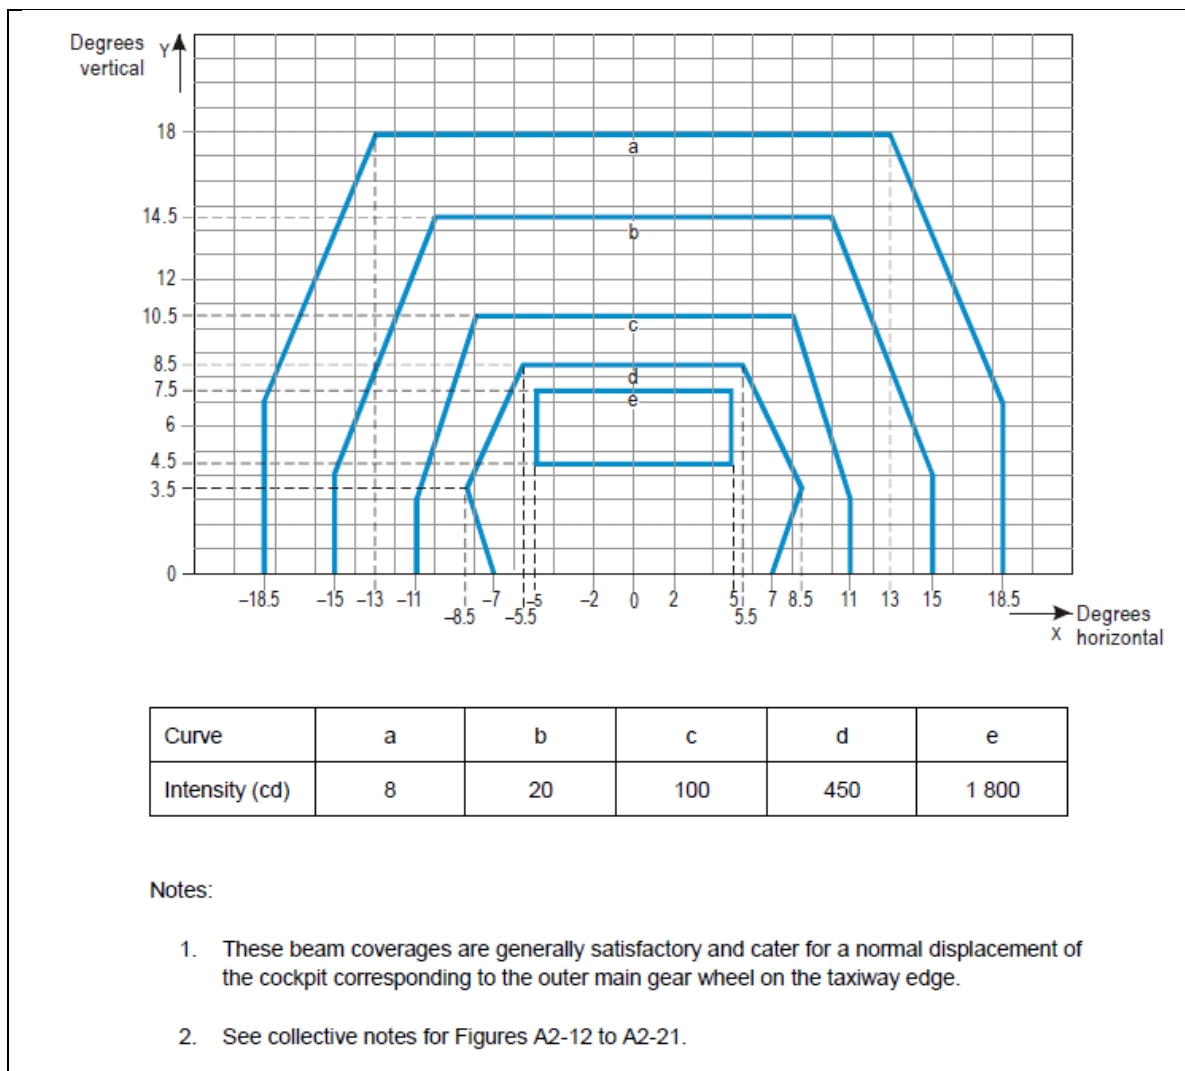 Degrees vertical
Y
18
a
14.5
b
12
10.5
c
8.5
d
7.5
e
6
4.5
3.5
0
–18.5 –15 –13 –11 –8.5 –7 –5.5 –5 –2 0 2 5 5.5 7 8.5 11 13 15 18.5
X Degrees horizontal
Curve a b c d e
Intensity (cd) 8 20 100 450 1 800
Notes:
1. These beam coverages are generally satisfactory and cater for a normal displacement of
the cockpit corresponding to the outer main gear wheel on the taxiway edge.
2. See collective notes for Figures A2-12 to A2-21.